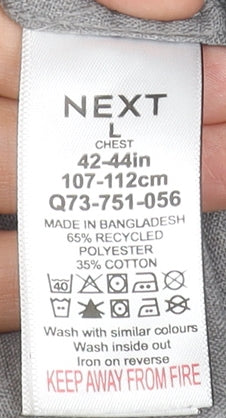 NEXT
L
CHEST
42-44in
107-112cm
Q73-751-056
MADE IN BANGLADESH
65% RECYCLED
POLYESTER
35% COTTON
40
Wash with similar colours
Wash inside out
Iron on reverse
KEEP AWAY FROM FIRE